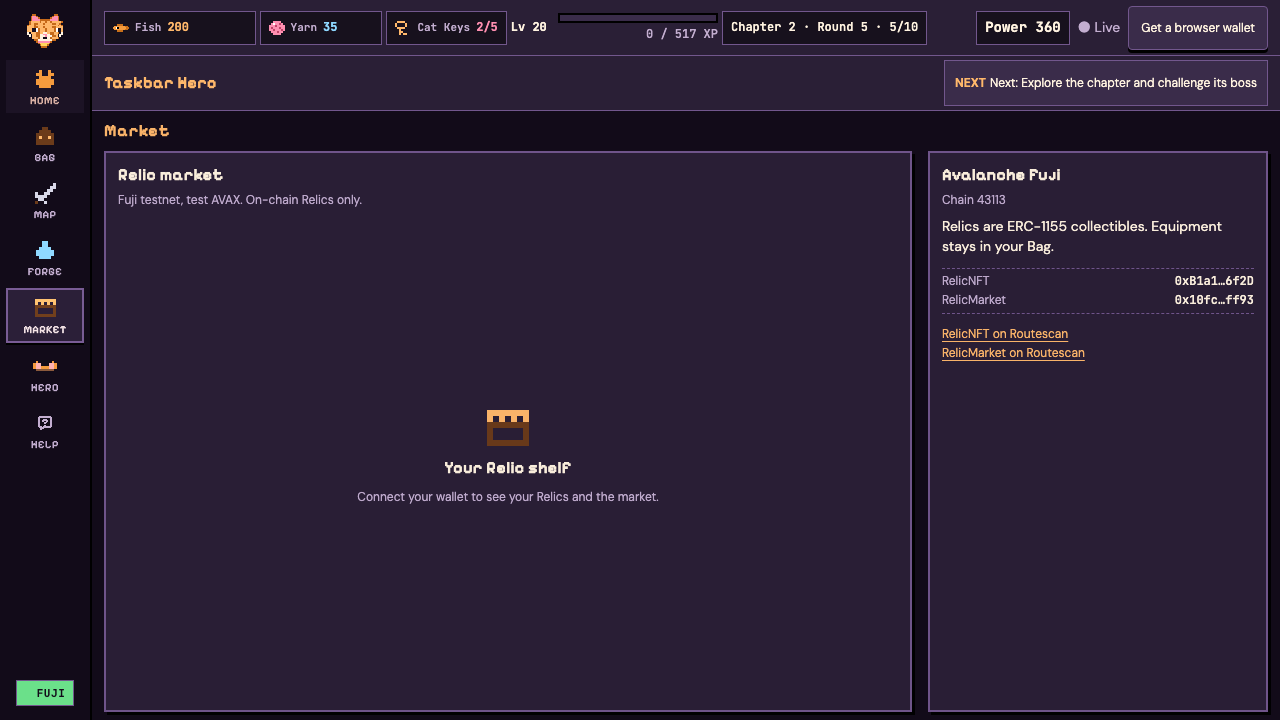 Fish 200
Yarn 35
Cat Keys 2/5
Lv 20
0 / 517 XP
Chapter 2 · Round 5 · 5/10
Power 360
Live
Get a browser wallet
HOME
BAG
MAP
FORGE
MARKET
HERO
HELP
FUJI
Taskbar Hero
NEXT Next: Explore the chapter and challenge its boss
Market
Relic market
Fuji testnet, test AVAX. On-chain Relics only.
Your Relic shelf
Connect your wallet to see your Relics and the market.
Avalanche Fuji
Chain 43113
Relics are ERC-1155 collectibles. Equipment
stays in your Bag.
RelicNFT 0xB1a1…6f2D
RelicMarket 0x10fc…ff93
RelicNFT on Routescan
RelicMarket on Routescan